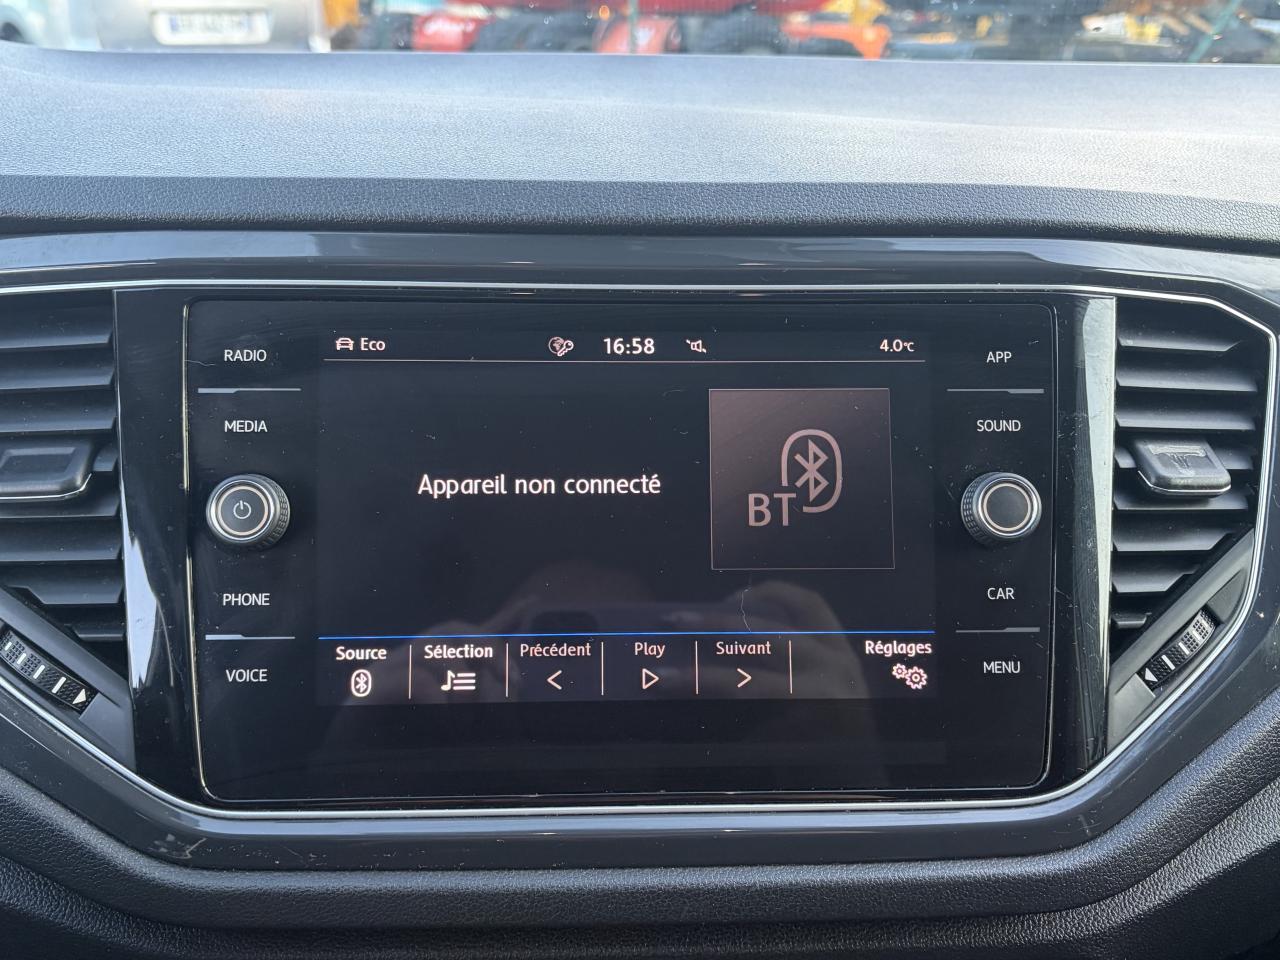 RADIO
MEDIA
PHONE
VOICE
Eco
16:58
4.0°C
Appareil non connecté
BT
Source
Sélection
Précédent
Play
Suivant
Réglages
APP
SOUND
CAR
MENU